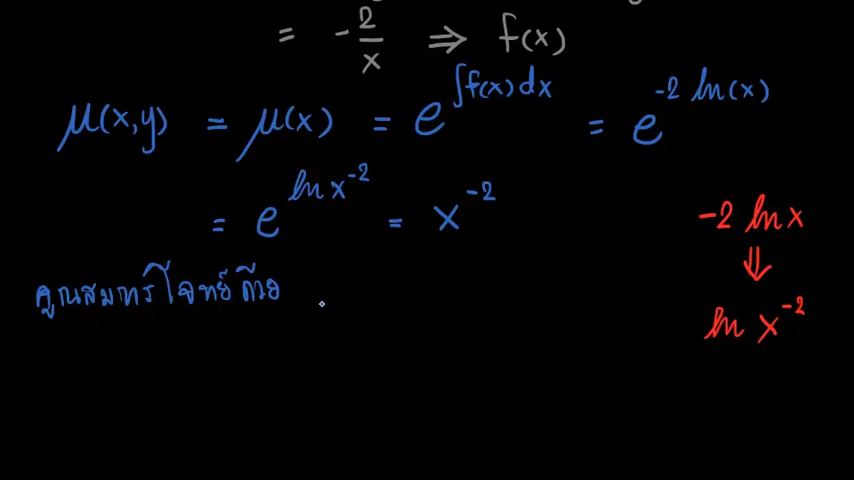 = -2/x ⇒ f(x)
μ(x,y) = μ(x) = e^{∫f(x)dx} = e^{-2 ln(x)}
= e^{ln x^{-2}} = x^{-2}
-2 ln x
⇓
ln x^{-2}
คูณสมการโจทย์ด้วย